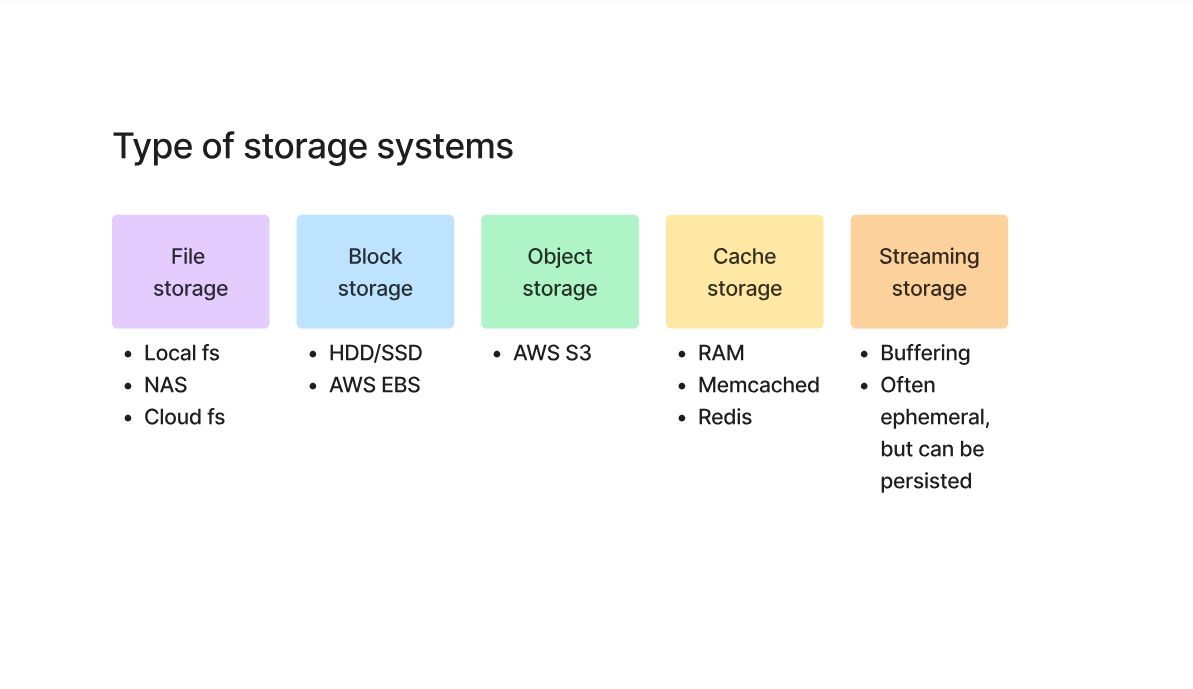 Type of storage systems
File
storage
• Local fs
• NAS
• Cloud fs
Block
storage
• HDD/SSD
• AWS EBS
Object
storage
• AWS S3
Cache
storage
• RAM
• Memcached
• Redis
Streaming
storage
• Buffering
• Often
ephemeral,
but can be
persisted